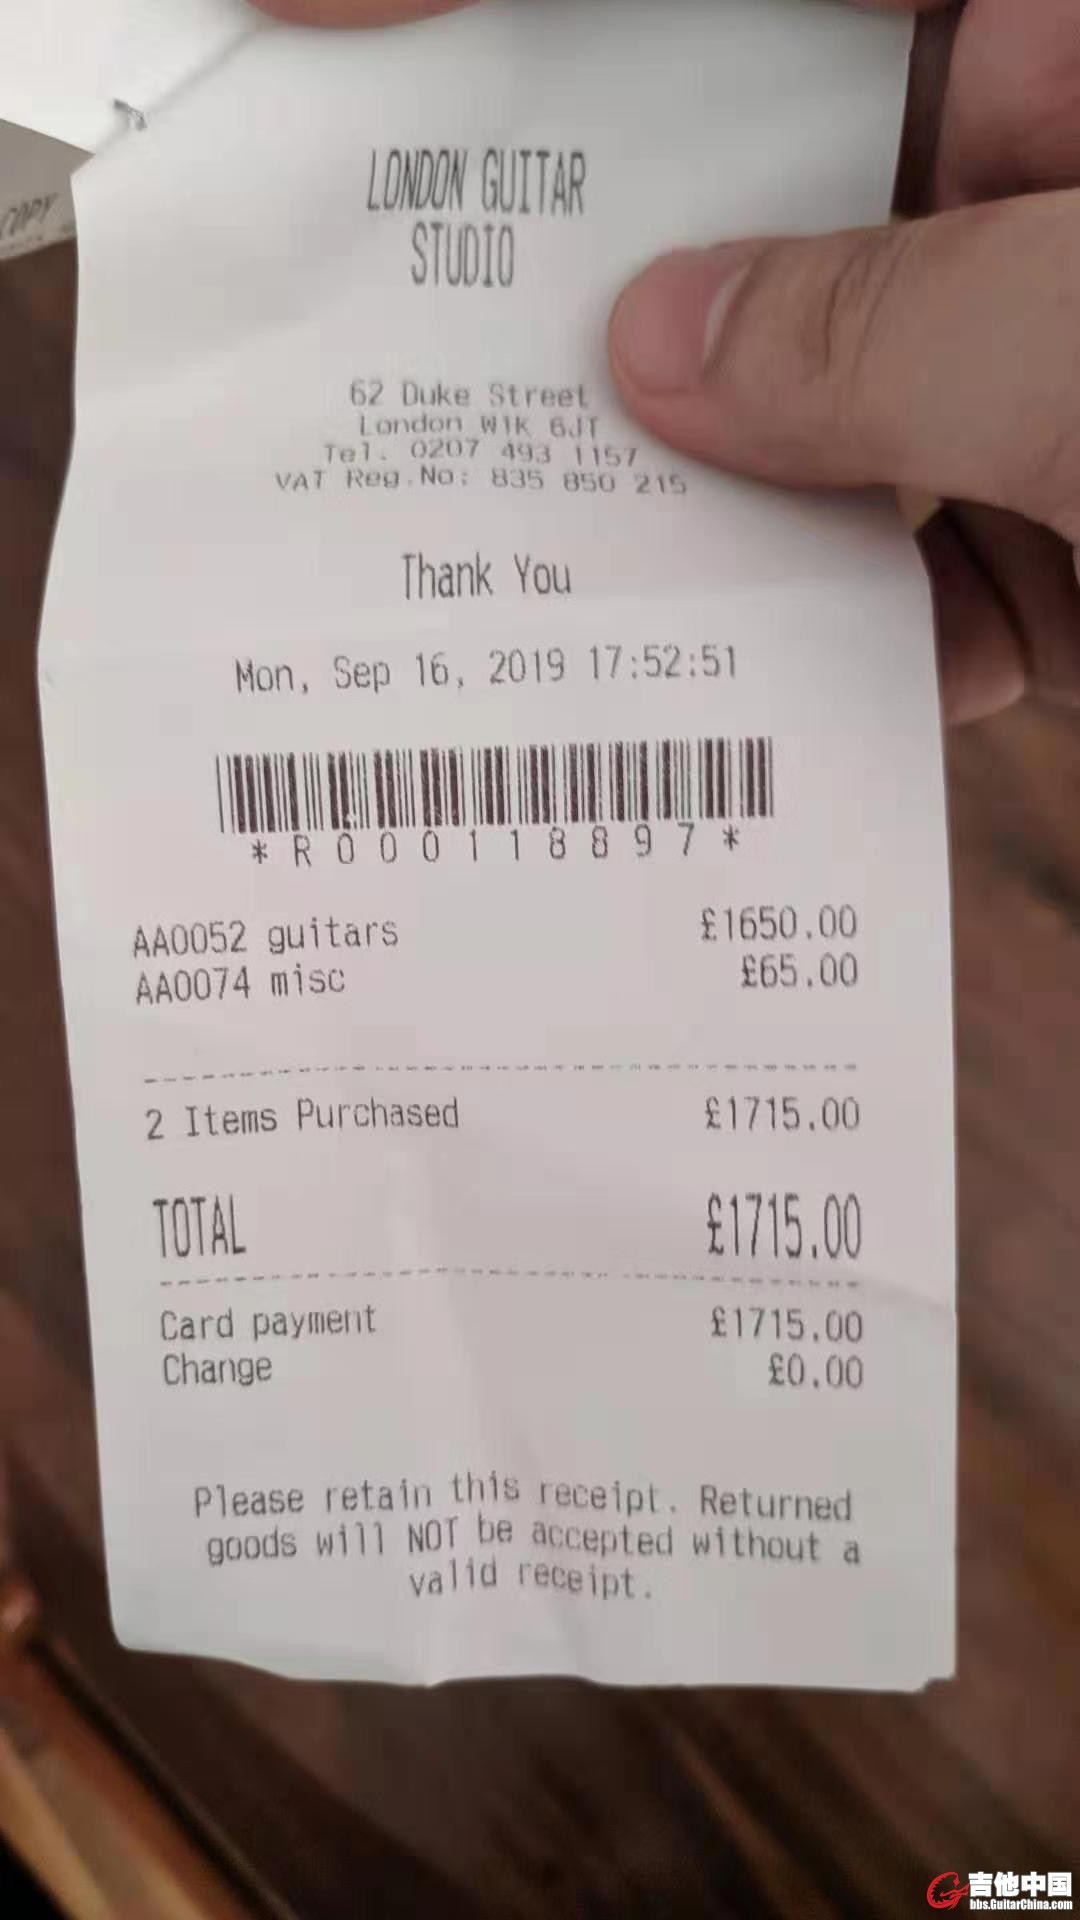 COPY
LONDON GUITAR
STUDIO
62 Duke Street
London W1K 6JT
Tel. 0207 493 1157
VAT Reg.No: 835 850 215
Thank You
Mon, Sep 16, 2019 17:52:51
*R000118897*
AA0052 guitars £1650.00
AA0074 misc £65.00
2 Items Purchased £1715.00
TOTAL £1715.00
Card payment £1715.00
Change £0.00
Please retain this receipt. Returned
goods will NOT be accepted without a
valid receipt.
吉他中国
bbs.GuitarChina.com